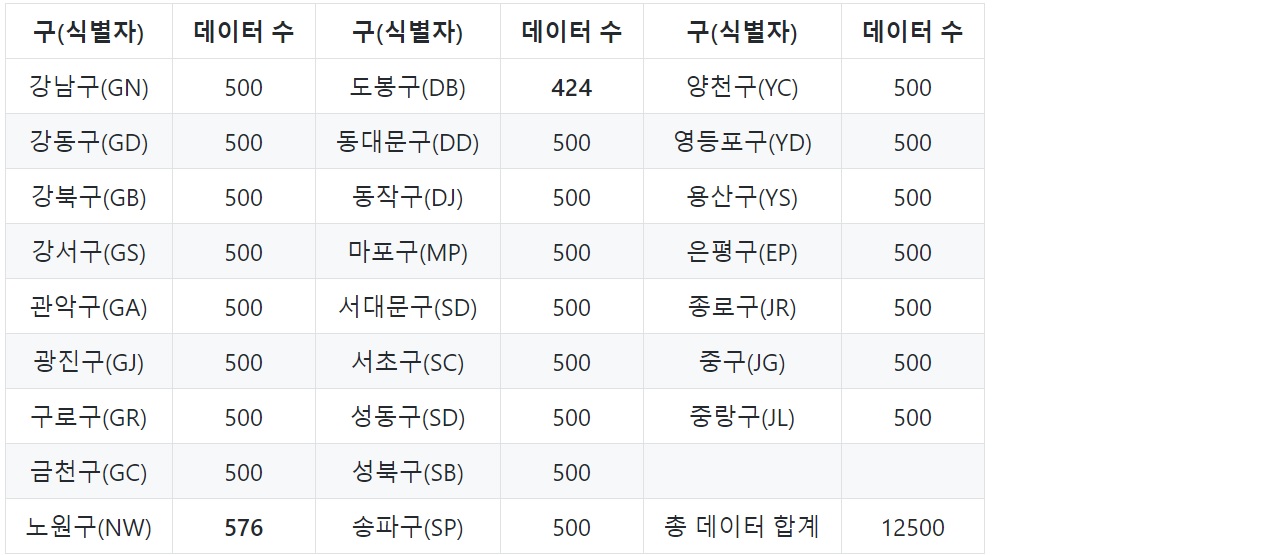 구(식별자) 데이터 수 구(식별자) 데이터 수 구(식별자) 데이터 수
강남구(GN) 500 도봉구(DB) 424 양천구(YC) 500
강동구(GD) 500 동대문구(DD) 500 영등포구(YD) 500
강북구(GB) 500 동작구(DJ) 500 용산구(YS) 500
강서구(GS) 500 마포구(MP) 500 은평구(EP) 500
관악구(GA) 500 서대문구(SD) 500 종로구(JR) 500
광진구(GJ) 500 서초구(SC) 500 중구(JG) 500
구로구(GR) 500 성동구(SD) 500 중랑구(JL) 500
금천구(GC) 500 성북구(SB) 500
노원구(NW) 576 송파구(SP) 500 총 데이터 합계 12500